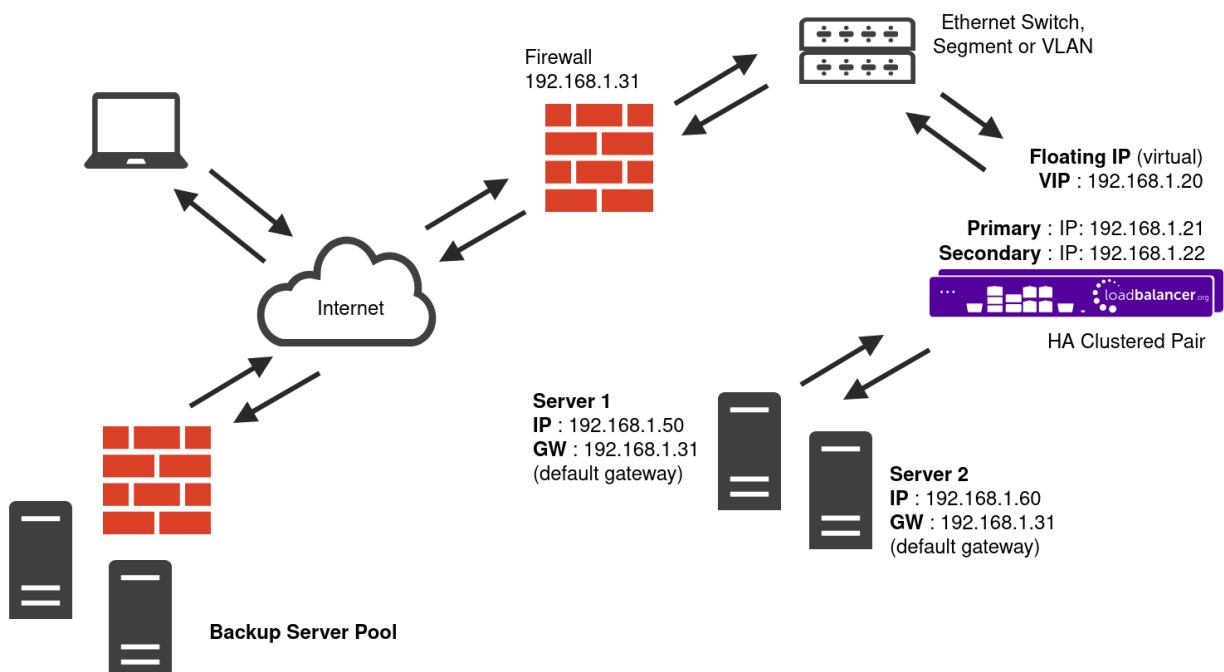 Ethernet Switch,
Segment or VLAN
Firewall
192.168.1.31
Floating IP (virtual)
VIP : 192.168.1.20
Primary : IP: 192.168.1.21
Secondary : IP: 192.168.1.22
loadbalancer.org
HA Clustered Pair
Internet
Server 1
IP : 192.168.1.50
GW : 192.168.1.31
(default gateway)
Server 2
IP : 192.168.1.60
GW : 192.168.1.31
(default gateway)
Backup Server Pool